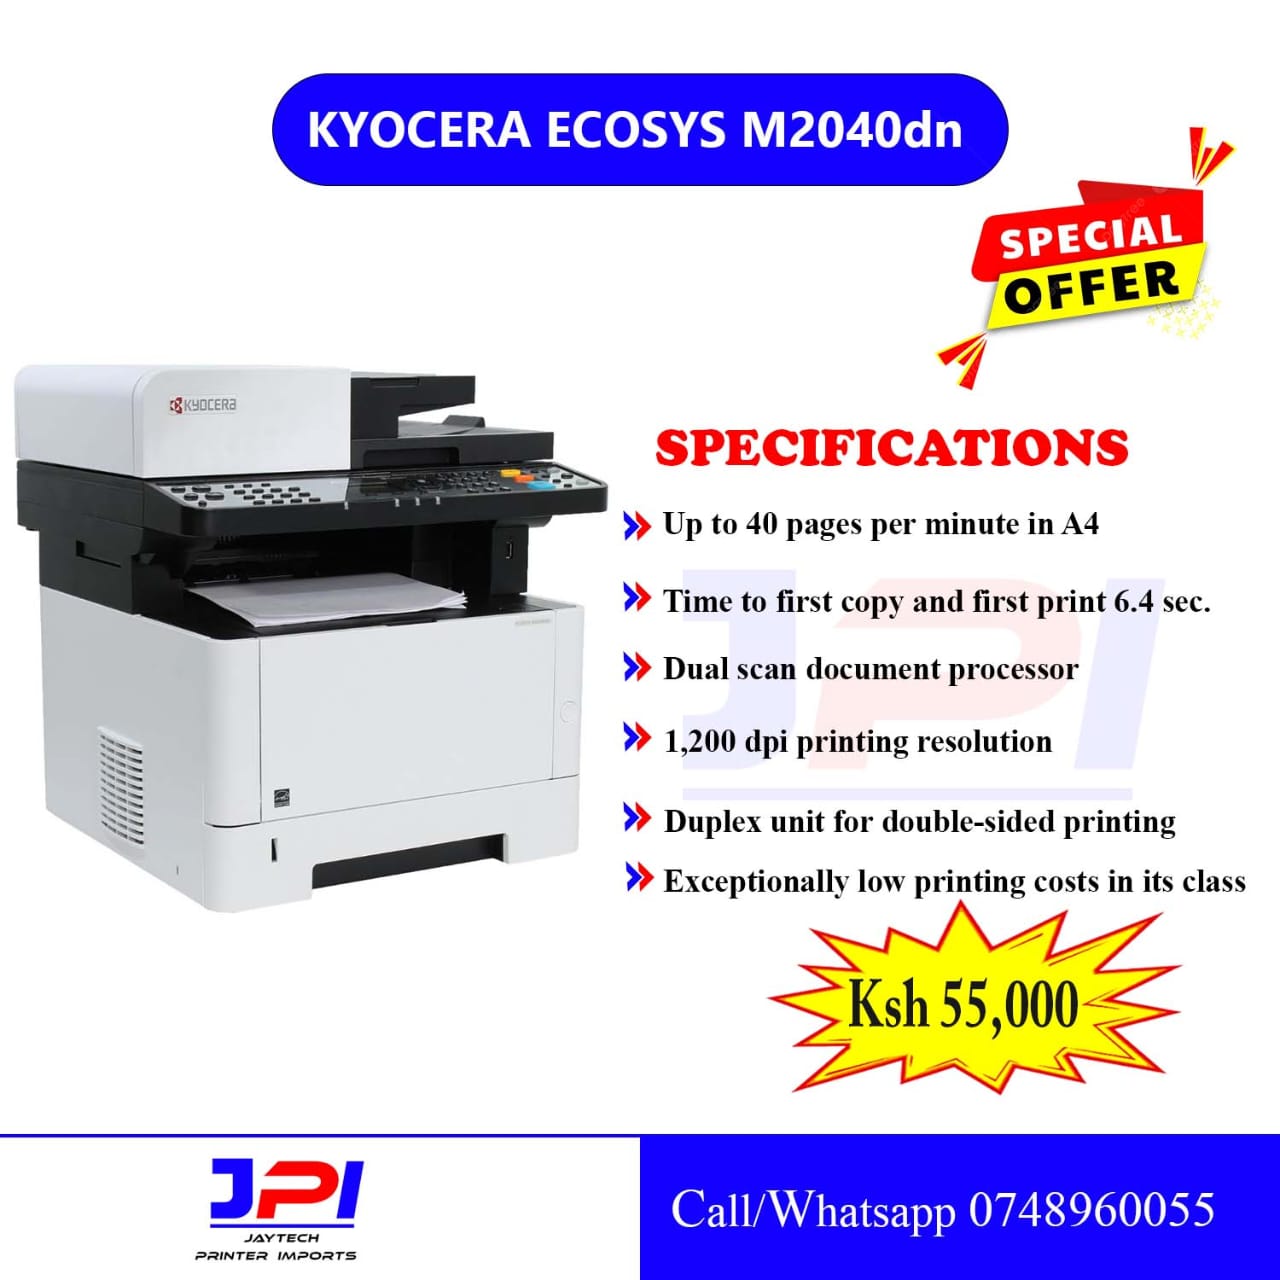 KYOCERA ECOSYS M2040dn
SPECIAL
OFFER
KYOCERA
SPECIFICATIONS
Up to 40 pages per minute in A4
Time to first copy and first print 6.4 sec.
Dual scan document processor
1,200 dpi printing resolution
Duplex unit for double-sided printing
Exceptionally low printing costs in its class
JPI
Ksh 55,000
JPI
JAYTECH
PRINTER IMPORTS
Call/Whatsapp 0748960055